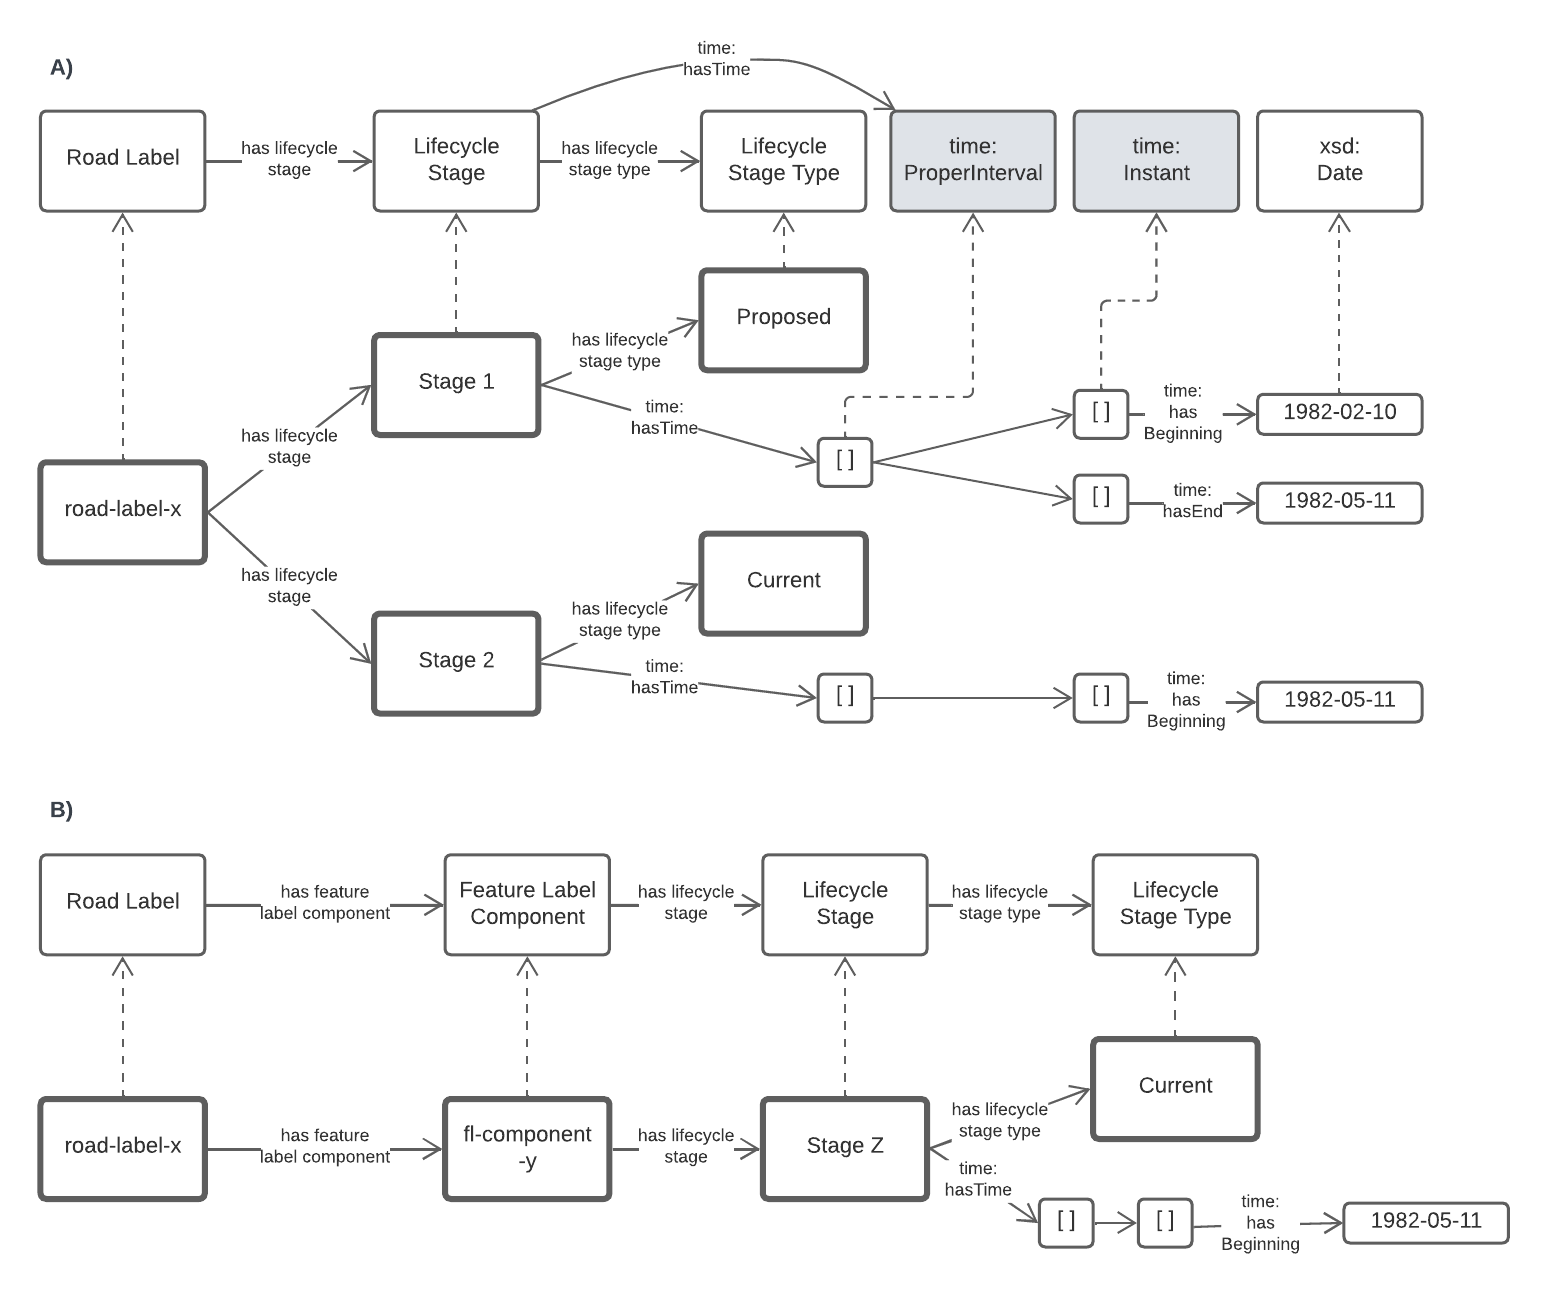 A)
time:
hasTime
Road Label
has lifecycle
stage
Lifecycle
Stage
has lifecycle
stage type
Lifecycle
Stage Type
time:
ProperInterval
time:
Instant
xsd:
Date
Proposed
has lifecycle
stage type
Stage 1
time:
hasTime
has lifecycle
stage
[ ]
[ ]
time:
has
Beginning
1982-02-10
[ ]
time:
hasEnd
1982-05-11
road-label-x
has lifecycle
stage
Current
has lifecycle
stage type
Stage 2
time:
hasTime
[ ]
[ ]
time:
has
Beginning
1982-05-11
B)
Road Label
has feature
label component
Feature Label
Component
has lifecycle
stage
Lifecycle
Stage
has lifecycle
stage type
Lifecycle
Stage Type
road-label-x
has feature
label component
fl-component
-y
has lifecycle
stage
Stage Z
has lifecycle
stage type
Current
time:
hasTime
[ ]
[ ]
time:
has
Beginning
1982-05-11